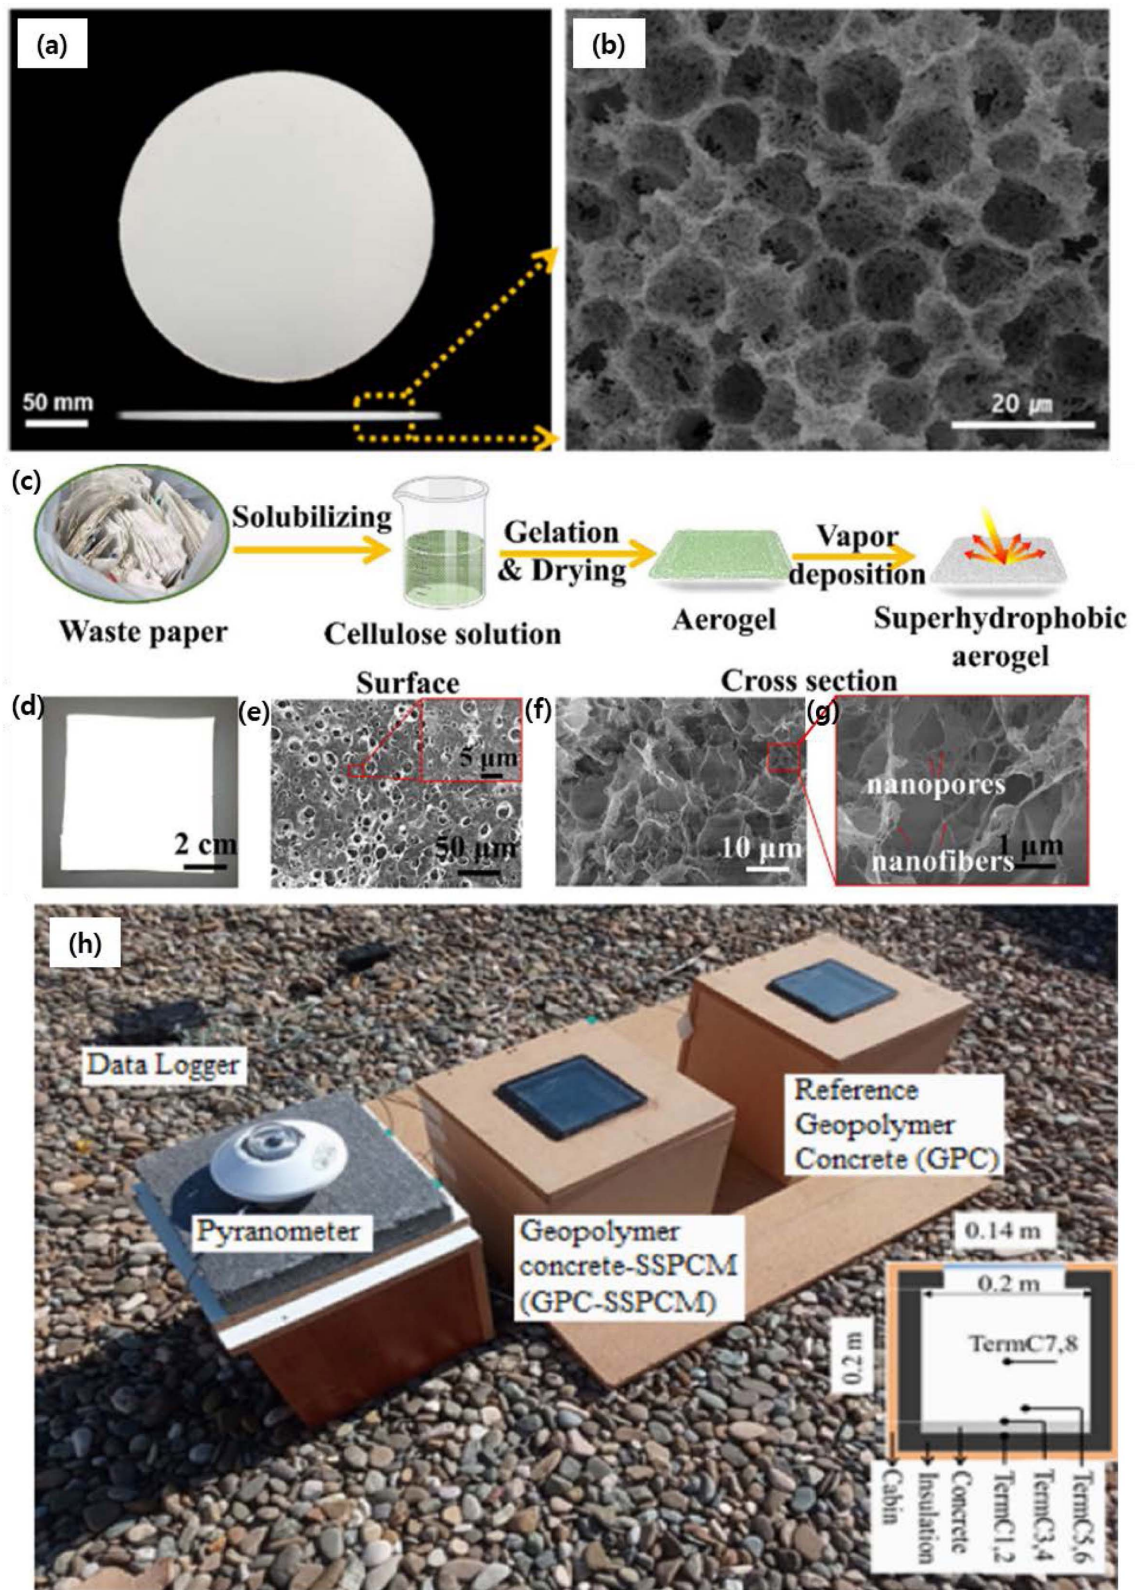 (a)
(b)
50 mm
20 μm
(c)
Solubilizing
Gelation
& Drying
Vapor
deposition
Waste paper
Cellulose solution
Aerogel
Superhydrophobic
aerogel
Surface
Cross section
(d)
(e)
(f)
(g)
2 cm
5 μm
50 μm
10 μm
nanopores
nanofibers
1 μm
(h)
Data Logger
Pyranometer
Geopolymer
concrete-SSPCM
(GPC-SSPCM)
Reference
Geopolymer
Concrete (GPC)
0.14 m
0.2 m
0.2 m
TermC7,8
Cabin
Insulation
Concrete
TermC1,2
TermC3,4
TermC5,6